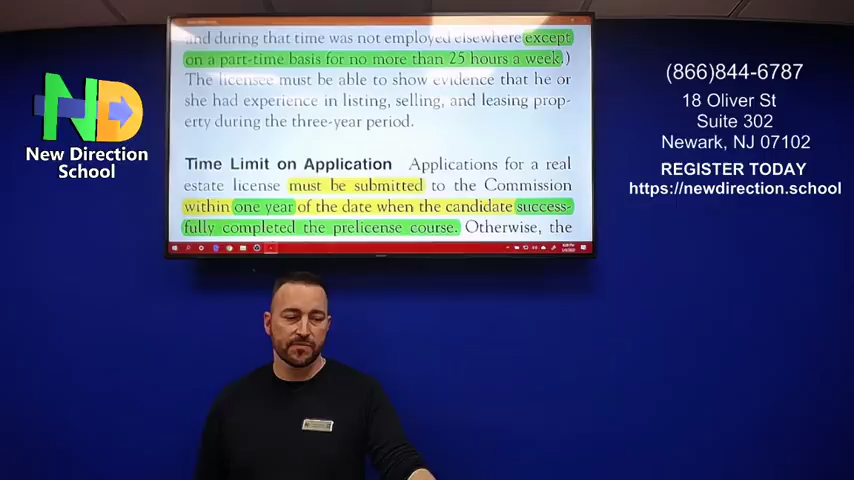 and during that time was not employed elsewhere except
on a part-time basis for no more than 25 hours a week.)
The licensee must be able to show evidence that he or
she had experience in listing, selling, and leasing prop-
erty during the three-year period.
Time Limit on Application Applications for a real
estate license must be submitted to the Commission
within one year of the date when the candidate success-
fully completed the prelicense course. Otherwise, the
ND
New Direction
School
(866)844-6787
18 Oliver St
Suite 302
Newark, NJ 07102
REGISTER TODAY
https://newdirection.school